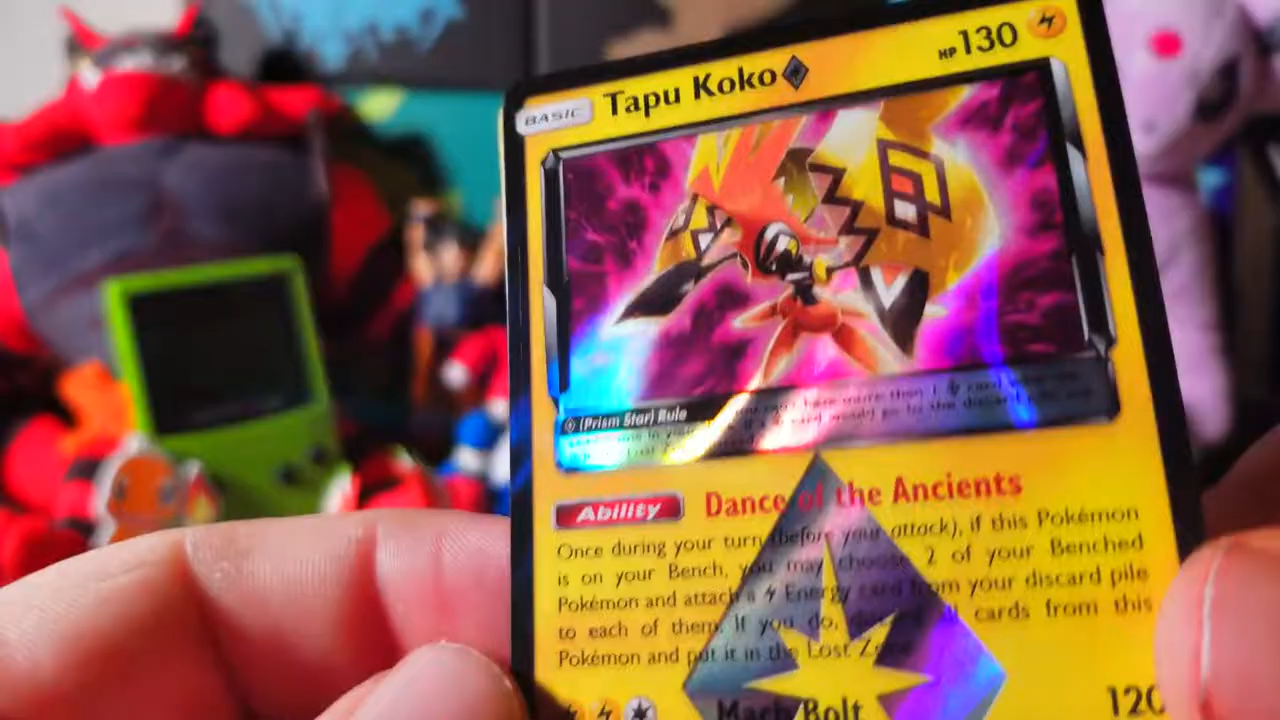 BASIC Tapu Koko HP 130
(Prism Star) Rule
Ability Dance of the Ancients
Once during your turn (before your attack), if this Pokémon
is on your Bench, you may choose 2 of your Benched
Pokémon and attach a Energy card from your discard pile
to each of them. If you do, discard all cards from this
Pokémon and put it in the Lost Zone
Mach Bolt 120